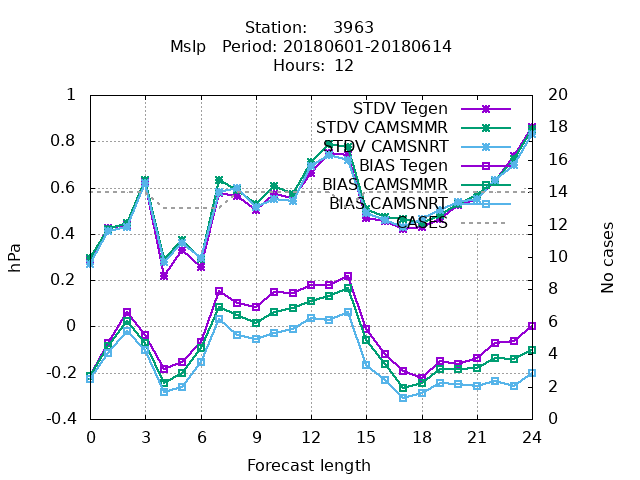 Station: 3963
Mslp Period: 20180601-20180614
Hours: 12
1
0.8
0.6
0.4
0.2
0
-0.2
-0.4
hPa
20
18
16
14
12
10
8
6
4
2
0
No cases
STDV Tegen
STDV CAMSMMR
STDV CAMSNRT
BIAS Tegen
BIAS CAMSMMR
BIAS CAMSNRT
CASES
0 3 6 9 12 15 18 21 24
Forecast length